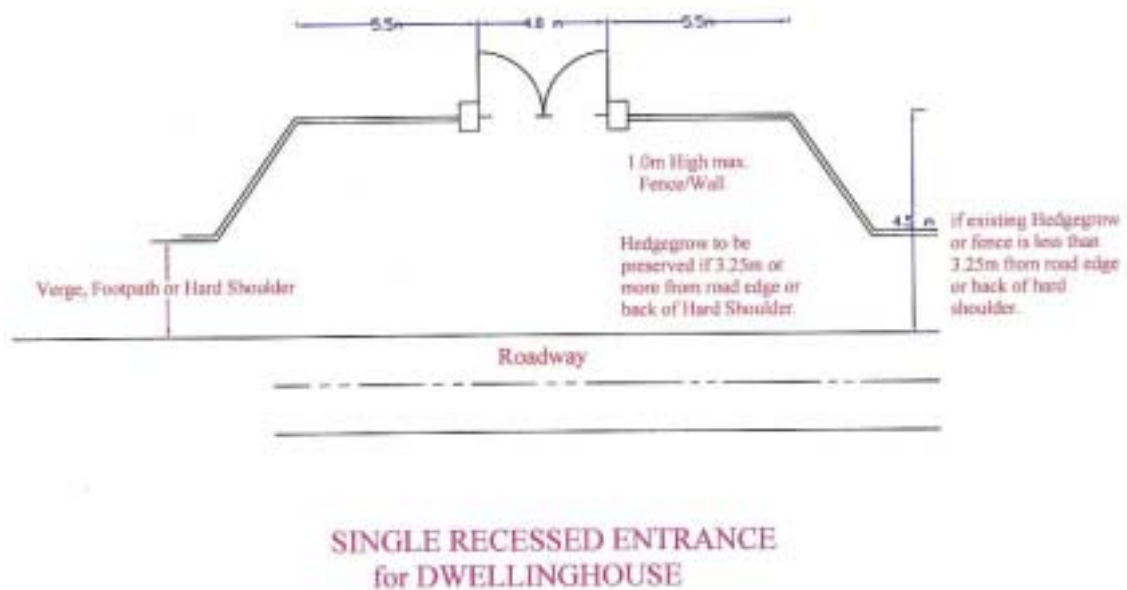 5.5m 4.8 m 5.5m
1.0m High max.
Fence/Wall
4.5 m
if existing Hedgegrow
or fence is less than
3.25m from road edge
or back of hard
shoulder.
Hedgegrow to be
preserved if 3.25m or
more from road edge or
back of Hard Shoulder.
Verge, Footpath or Hard Shoulder
Roadway
SINGLE RECESSED ENTRANCE
for DWELLINGHOUSE